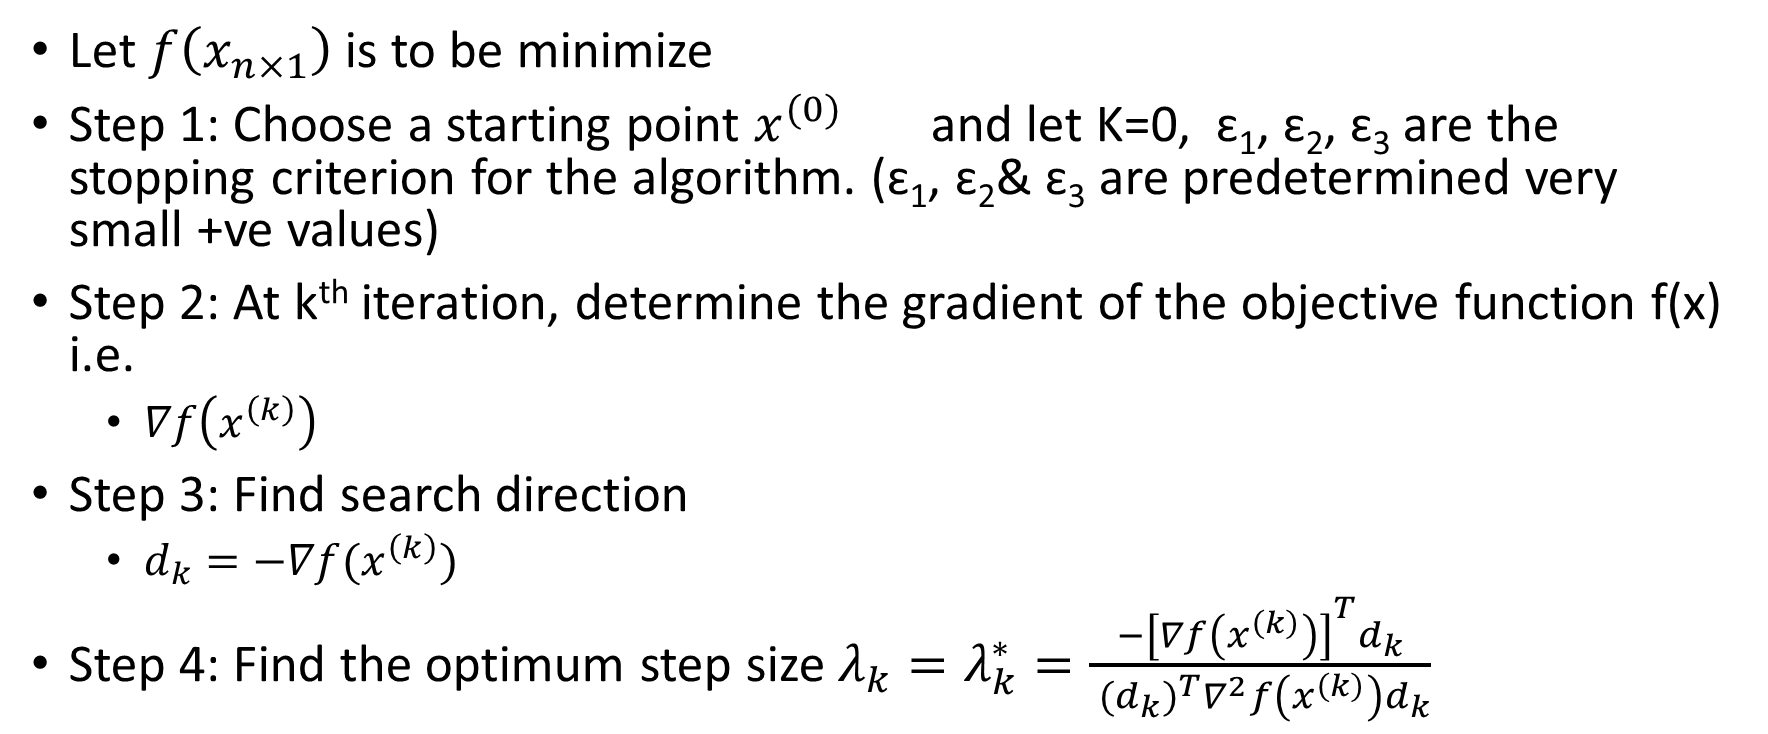 • Let f(x_{n×1}) is to be minimize
• Step 1: Choose a starting point x^{(0)} and let K=0, ε₁, ε₂, ε₃ are the
stopping criterion for the algorithm. (ε₁, ε₂& ε₃ are predetermined very
small +ve values)
• Step 2: At k^{th} iteration, determine the gradient of the objective function f(x)
i.e.
• ∇f(x^{(k)})
• Step 3: Find search direction
• d_k = −∇f(x^{(k)})
• Step 4: Find the optimum step size λ_k = λ_k^* = \frac{−[∇f(x^{(k)})]^T d_k}{(d_k)^T ∇²f(x^{(k)})d_k}